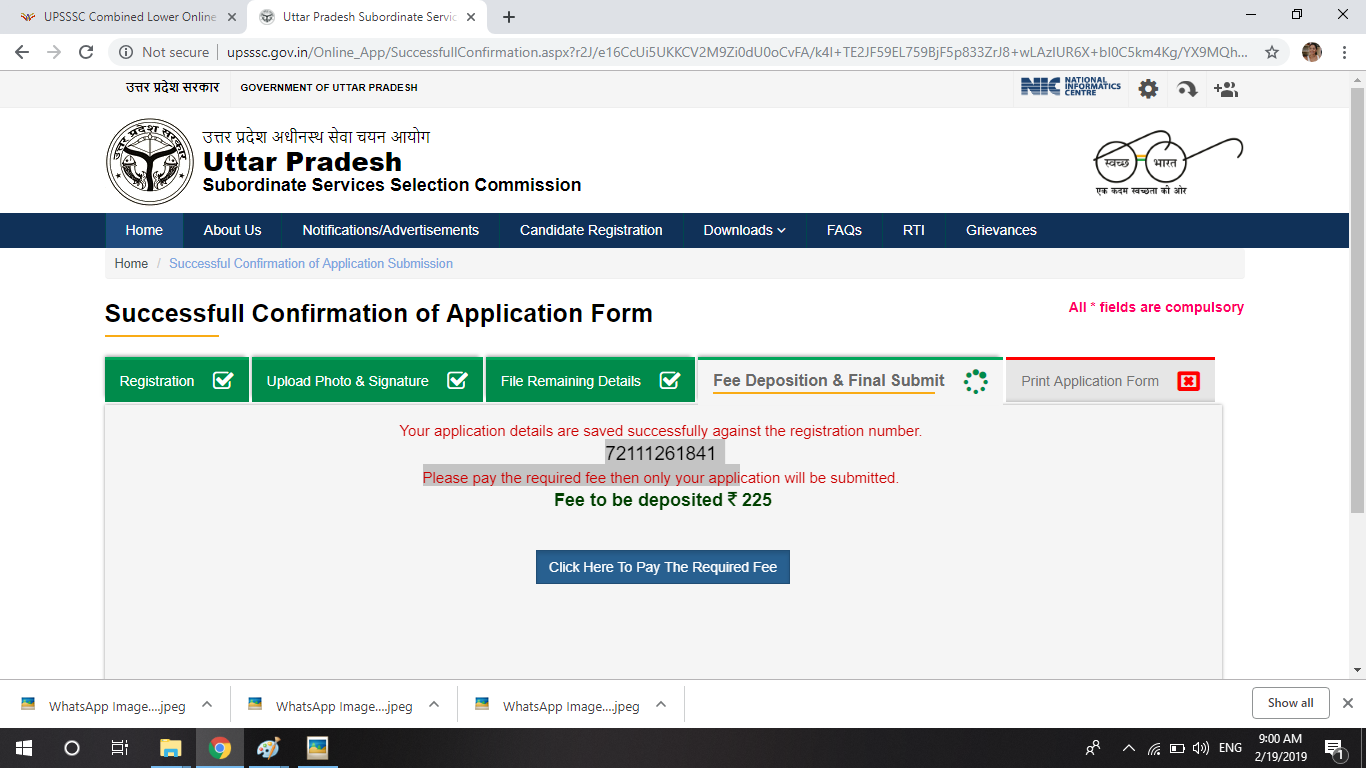 UPSSSC Combined Lower Online
Uttar Pradesh Subordinate Servic
Not secure
upsssc.gov.in/Online_App/SuccessfullConfirmation.aspx?r2J/e16CcUi5UKKCV2M9Zi0dU0oCvFA/k4I+TE2JF59EL759BjF5p833ZrJ8+wLAzIUR6X+bI0C5km4Kg/YX9MQh...
उत्तर प्रदेश सरकार
GOVERNMENT OF UTTAR PRADESH
NIC NATIONAL INFORMATICS CENTRE
उत्तर प्रदेश सरकार
उत्तर प्रदेश अधीनस्थ सेवा चयन आयोग
Uttar Pradesh
Subordinate Services Selection Commission
स्वच्छ भारत
एक कदम स्वच्छता की ओर
Home About Us Notifications/Advertisements Candidate Registration Downloads FAQs RTI Grievances
Home / Successful Confirmation of Application Submission
Successfull Confirmation of Application Form
All * fields are compulsory
Registration Upload Photo & Signature File Remaining Details Fee Deposition & Final Submit Print Application Form
Your application details are saved successfully against the registration number.
72111261841
Please pay the required fee then only your application will be submitted.
Fee to be deposited ₹ 225
Click Here To Pay The Required Fee
WhatsApp Image....jpeg WhatsApp Image....jpeg WhatsApp Image....jpeg Show all
ENG
9:00 AM
2/19/2019
1